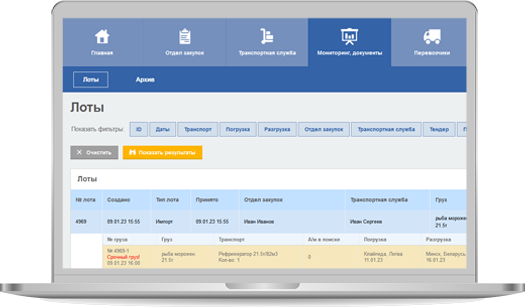 Главная Отдел закупок Транспортная служба Мониторинг, документы Перевозчики
Лоты Архив
Лоты
Показать фильтры: ID Даты Транспорт Погрузка Разгрузка Отдел закупок Транспортная служба Тендер
× Очистить Показать результаты
Лоты
№ лота Создано Тип лота Принято Отдел закупок Транспортная служба Груз
4969 09.01.23 15:55 Импорт 09.01.23 15:55 Иван Иванов Иван Сергеев рыба морожен.
21.5т
№ груза Груз Транспорт А/м в поиске Погрузка Разгрузка
№ 4969-1 рыба морожен. Рефрижератор 21.5т/82м3 0 Клайпеда, Литва Минск, Беларусь
Срочный груз! 21.5т Кол-во: 1 11.01.23 16.01.23
09.01.23 16:00